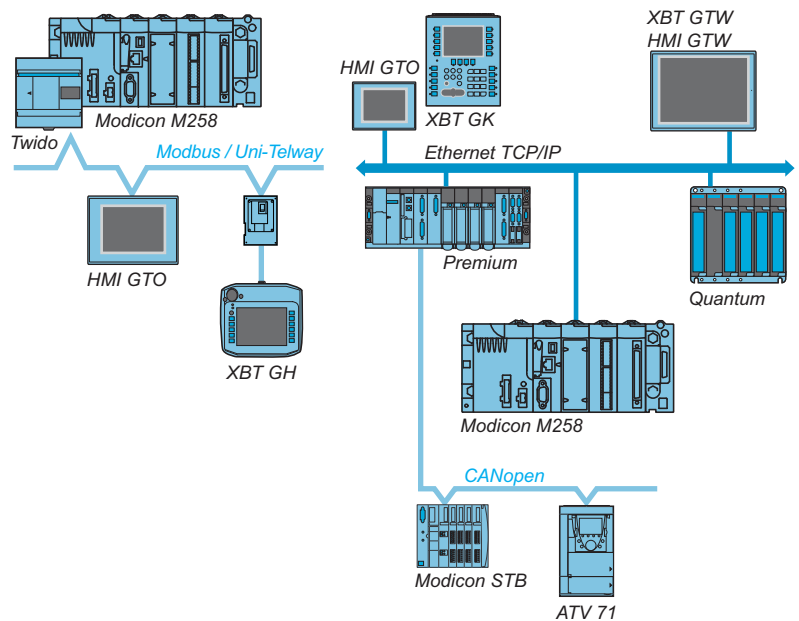 Twido
Modicon M258
Modbus / Uni-Telway
HMI GTO
XBT GH
HMI GTO
XBT GK
XBT GTW
HMI GTW
Ethernet TCP/IP
Premium
Quantum
Modicon M258
CANopen
Modicon STB
ATV 71